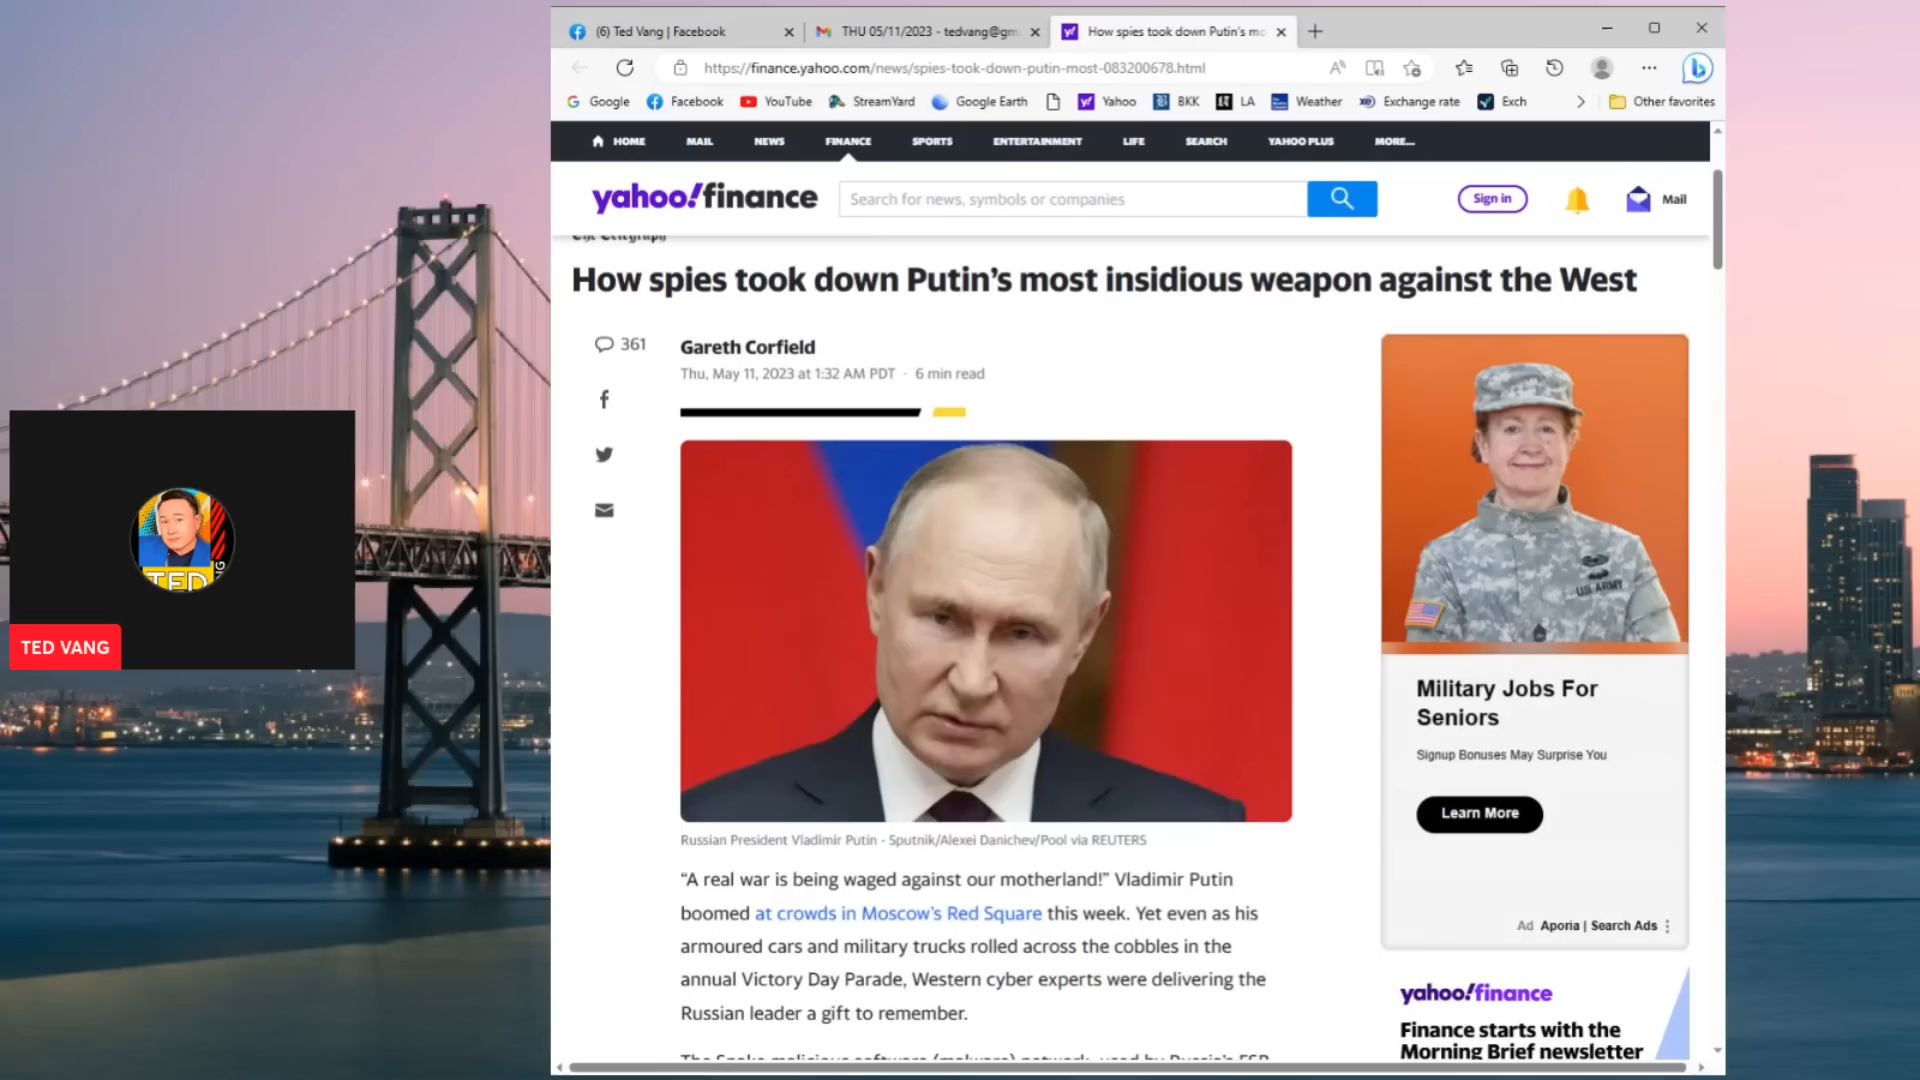 (6) Ted Vang | Facebook
THU 05/11/2023 - tedvang@gm
How spies took down Putin's mo
https://finance.yahoo.com/news/spies-took-down-putin-most-083200678.html
Google
Facebook
YouTube
StreamYard
Google Earth
Yahoo
BKK
LA
Weather
Exchange rate
Exch
Other favorites
HOME
MAIL
NEWS
FINANCE
SPORTS
ENTERTAINMENT
LIFE
SEARCH
YAHOO PLUS
MORE...
yahoo!finance
Search for news, symbols or companies
Sign in
Mail
How spies took down Putin's most insidious weapon against the West
361
Gareth Corfield
Thu, May 11, 2023 at 1:32 AM PDT · 6 min read
U.S. ARMY
TED
TED VANG
Military Jobs For
Seniors
Signup Bonuses May Surprise You
Learn More
Ad Aporia | Search Ads
Russian President Vladimir Putin - Sputnik/Alexei Danichev/Pool via REUTERS
“A real war is being waged against our motherland!” Vladimir Putin
boomed at crowds in Moscow's Red Square this week. Yet even as his
armoured cars and military trucks rolled across the cobbles in the
annual Victory Day Parade, Western cyber experts were delivering the
Russian leader a gift to remember.
yahoo!finance
Finance starts with the
Morning Brief newsletter